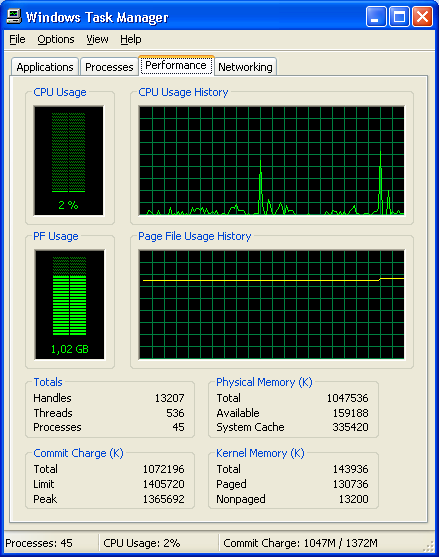 Windows Task Manager
File Options View Help
Applications Processes Performance Networking
CPU Usage CPU Usage History
2 %
PF Usage Page File Usage History
1,02 GB
Totals Physical Memory (K)
Handles 13207 Total 1047536
Threads 536 Available 159188
Processes 45 System Cache 335420
Commit Charge (K) Kernel Memory (K)
Total 1072196 Total 143936
Limit 1405720 Paged 130736
Peak 1365692 Nonpaged 13200
Processes: 45 CPU Usage: 2% Commit Charge: 1047M / 1372M